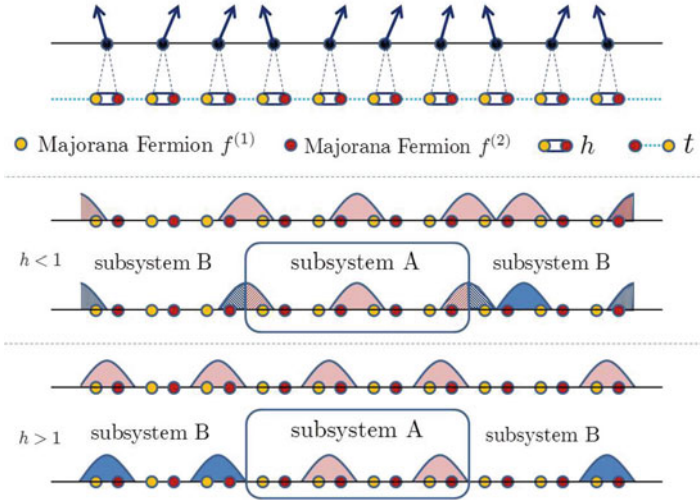 Majorana Fermion f^{(1)} Majorana Fermion f^{(2)} h t
h < 1
subsystem B subsystem A subsystem B
h > 1
subsystem B subsystem A subsystem B